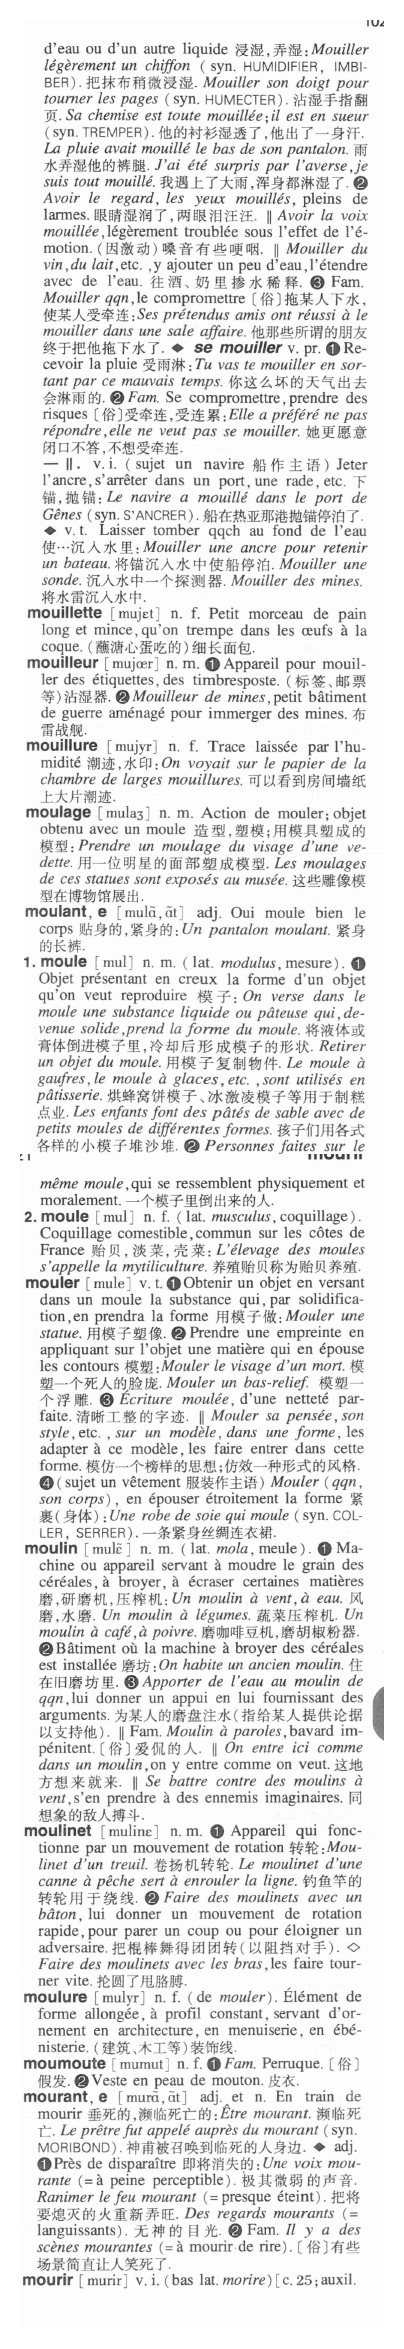 d'eau ou d'un autre liquide 浸湿,弄湿:Mouiller
légèrement un chiffon ( syn. HUMIDIFIER, IMBI-
BER). 把抹布稍微浸湿. Mouiller son doigt pour
tourner les pages (syn. HUMECTER). 沾湿手指翻
页. Sa chemise est toute mouillée;il est en sueur
(syn. TREMPER). 他的衬衫湿透了,他出了一身汗.
La pluie avait mouillé le bas de son pantalon. 雨
水弄湿他的裤腿. J'ai été surpris par l'averse,je
suis tout mouillé. 我遇上了大雨,浑身都淋湿了. ❷
Avoir le regard, les yeux mouillés, pleins de
larmes. 眼睛湿润了,两眼泪汪汪. ‖ Avoir la voix
mouillée,légèrement troublée sous l'effet de l'é-
motion. (因激动) 嗓音有些哽咽. ‖ Mouiller du
vin,du lait,etc. ,y ajouter un peu d'eau,l'étendre
avec de l'eau. 往酒、奶里掺水稀释. ❸ Fam.
Mouiller qqn,le compromettre [俗]拖某人下水,
使某人受牵连:Ses prétendus amis ont réussi à le
mouiller dans une sale affaire. 他那些所谓的朋友
终于把他拖下水了. ◆ se mouiller v. pr. ❶ Re-
cevoir la pluie 受雨淋:Tu vas te mouiller en sor-
tant par ce mauvais temps. 你这么坏的天气出去
会淋雨的. ❷ Fam. Se compromettre,prendre des
risques [俗]受牵连,受连累:Elle a préféré ne pas
répondre,elle ne veut pas se mouiller. 她更愿意
闭口不答,不想受牵连.
— Ⅱ. v. i. ( sujet un navire 船作主语) Jeter
l'ancre,s'arrêter dans un port,une rade, etc. 下
锚,抛锚: Le navire a mouillé dans le port de
Gênes (syn. S'ANCRER). 船在热亚那港抛锚停泊了.
◆ v. t. Laisser tomber qqch au fond de l'eau
使…沉入水里:Mouiller une ancre pour retenir
un bateau. 将锚沉入水中使船停泊. Mouiller une
sonde. 沉入水中一个探测器. Mouiller des mines.
将水雷沉入水中.
mouillette [mujɛt] n. f. Petit morceau de pain
long et mince,qu'on trempe dans les œufs à la
coque. (蘸溏心蛋吃的)细长面包.
mouilleur [mujœr] n. m. ❶ Appareil pour mouil-
ler des étiquettes,des timbresposte. (标签、邮票
等)沾湿器. ❷ Mouilleur de mines,petit bâtiment
de guerre aménagé pour immerger des mines. 布
雷战舰.
mouillure [mujyr] n. f. Trace laissée par l'hu-
midité 潮迹,水印:On voyait sur le papier de la
chambre de larges mouillures. 可以看到房间墙纸
上大片潮迹.
moulage [mulaʒ] n. m. Action de mouler;objet
obtenu avec un moule 造型,塑模;用模具塑成的
模型:Prendre un moulage du visage d'une ve-
dette. 用一位明星的面部塑成模型. Les moulages
de ces statues sont exposés au musée. 这些雕像模
型在博物馆展出.
moulant, e [mulɑ̃,ɑ̃t] adj. Oui moule bien le
corps 贴身的,紧身的:Un pantalon moulant. 紧身
的长裤.
1. moule [mul] n. m. ( lat. modulus,mesure). ❶
Objet présentant en creux la forme d'un objet
qu'on veut reproduire 模子: On verse dans le
moule une substance liquide ou pâteuse qui,de-
venue solide,prend la forme du moule. 将液体或
膏体倒进模子里,冷却后形成模子的形状. Retirer
un objet du moule. 用模子复制物件. Le moule à
gaufres,le moule à glaces,etc. ,sont utilisés en
pâtisserie. 烘蜂窝饼模子、冰激凌模子等用于制糕
点业. Les enfants font des pâtés de sable avec de
petits moules de différentes formes. 孩子们用各式
各样的小模子堆沙堆. ❷ Personnes faites sur le
même moule,qui se ressemblent physiquement et
moralement. 一个模子里倒出来的人.
2. moule [mul] n. f. ( lat. musculus,coquillage).
Coquillage comestible,commun sur les côtes de
France 贻贝, 淡菜, 壳菜: L'élevage des moules
s'appelle la mytiliculture. 养殖贻贝称为贻贝养殖.
mouler [mule] v. t. ❶Obtenir un objet en versant
dans un moule la substance qui, par solidifica-
tion,en prendra la forme 用模子做:Mouler une
statue. 用模子塑像. ❷ Prendre une empreinte en
appliquant sur l'objet une matière qui en épouse
les contours 模塑:Mouler le visage d'un mort. 模
塑一个死人的脸庞. Mouler un bas-relief. 模塑一
个浮雕. ❸ Écriture moulée, d'une netteté par-
faite. 清晰工整的字迹. ‖ Mouler sa pensée,son
style,etc. , sur un modèle, dans une forme, les
adapter à ce modèle,les faire entrer dans cette
forme. 模仿一个榜样的思想;仿效一种形式的风格.
❹(sujet un vêtement 服装作主语) Mouler (qqn,
son corps), en épouser étroitement la forme 紧
裹(身体):Une robe de soie qui moule (syn. COL-
LER, SERRER). 一条紧身丝绸连衣裙.
moulin [mulɛ̃] n. m. (lat. mola, meule). ❶ Ma-
chine ou appareil servant à moudre le grain des
céréales,à broyer, à écraser certaines matières
磨,研磨机,压榨机:Un moulin à vent,à eau. 风
磨,水磨. Un moulin à légumes. 蔬菜压榨机. Un
moulin à café,à poivre. 磨咖啡豆机,磨胡椒粉器.
❷Bâtiment où la machine à broyer des céréales
est installée 磨坊:On habite un ancien moulin. 住
在旧磨坊里. ❸ Apporter de l'eau au moulin de
qqn,lui donner un appui en lui fournissant des
arguments. 为某人的磨盘注水(指给某人提供论据
以支持他). ‖ Fam. Moulin à paroles,bavard im-
pénitent. [俗]爱侃的人. ‖ On entre ici comme
dans un moulin,on y entre comme on veut. 这地
方想来就来. ‖ Se battre contre des moulins à
vent,s'en prendre à des ennemis imaginaires. 同
想象的敌人搏斗.
moulinet [mulinɛ] n. m. ❶ Appareil qui fonc-
tionne par un mouvement de rotation 转轮:Mou-
linet d'un treuil. 卷扬机转轮. Le moulinet d'une
canne à pêche sert à enrouler la ligne. 钓鱼竿的
转轮用于绕线. ❷ Faire des moulinets avec un
bâton, lui donner un mouvement de rotation
rapide,pour parer un coup ou pour éloigner un
adversaire. 把棍棒舞得团团转(以阻挡对手). ◇
Faire des moulinets avec les bras,les faire tour-
ner vite. 抡圆了甩胳膊.
moulure [mulyr] n. f. (de mouler). Élément de
forme allongée, à profil constant, servant d'or-
nement en architecture, en menuiserie, en ébé-
nisterie. (建筑、木工等)装饰线.
moumoute [mumut] n. f. ❶ Fam. Perruque. [俗]
假发. ❷ Veste en peau de mouton. 皮衣.
mourant, e [murɑ̃,ɑ̃t] adj. et n. En train de
mourir 垂死的,濒临死亡的:Être mourant. 濒临死
亡. Le prêtre fut appelé auprès du mourant (syn.
MORIBOND). 神甫被召唤到临死的人身边. ◆ adj.
❶Près de disparaître 即将消失的:Une voix mou-
rante (= à peine perceptible). 极其微弱的声音.
Ranimer le feu mourant (= presque éteint). 把将
要熄灭的火重新弄旺. Des regards mourants (=
languissants). 无神的目光. ❷ Fam. Il y a des
scènes mourantes (= à mourir de rire). [俗]有些
场景简直让人笑死了.
mourir [murir] v. i. (bas lat. morire)[c. 25;auxil.